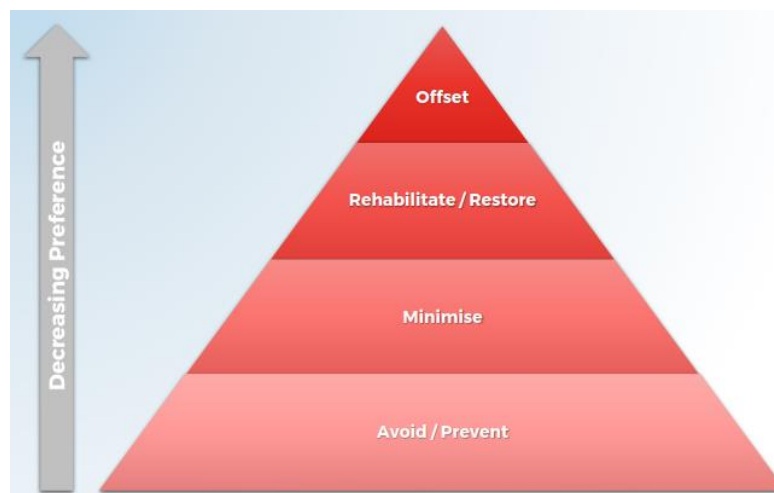 Decreasing Preference
Offset
Rehabilitate / Restore
Minimise
Avoid / Prevent